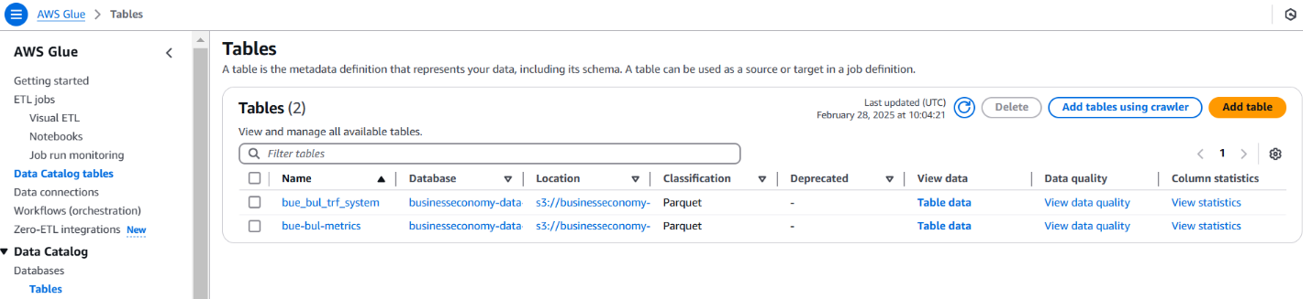 AWS Glue > Tables
AWS Glue
Getting started
ETL jobs
Visual ETL
Notebooks
Job run monitoring
Data Catalog tables
Data connections
Workflows (orchestration)
Zero-ETL integrations New
Data Catalog
Databases
Tables
Tables
A table is the metadata definition that represents your data, including its schema. A table can be used as a source or target in a job definition.
Tables (2)
Last updated (UTC)
February 28, 2025 at 10:04:21
Delete
Add tables using crawler
Add table
View and manage all available tables.
Filter tables
1
Name Database Location Classification Deprecated View data Data quality Column statistics
bue_bul_trf_system businesseconomy-data s3://businesseconomy- Parquet - Table data View data quality View statistics
bue-bul-metrics businesseconomy-data s3://businesseconomy- Parquet - Table data View data quality View statistics